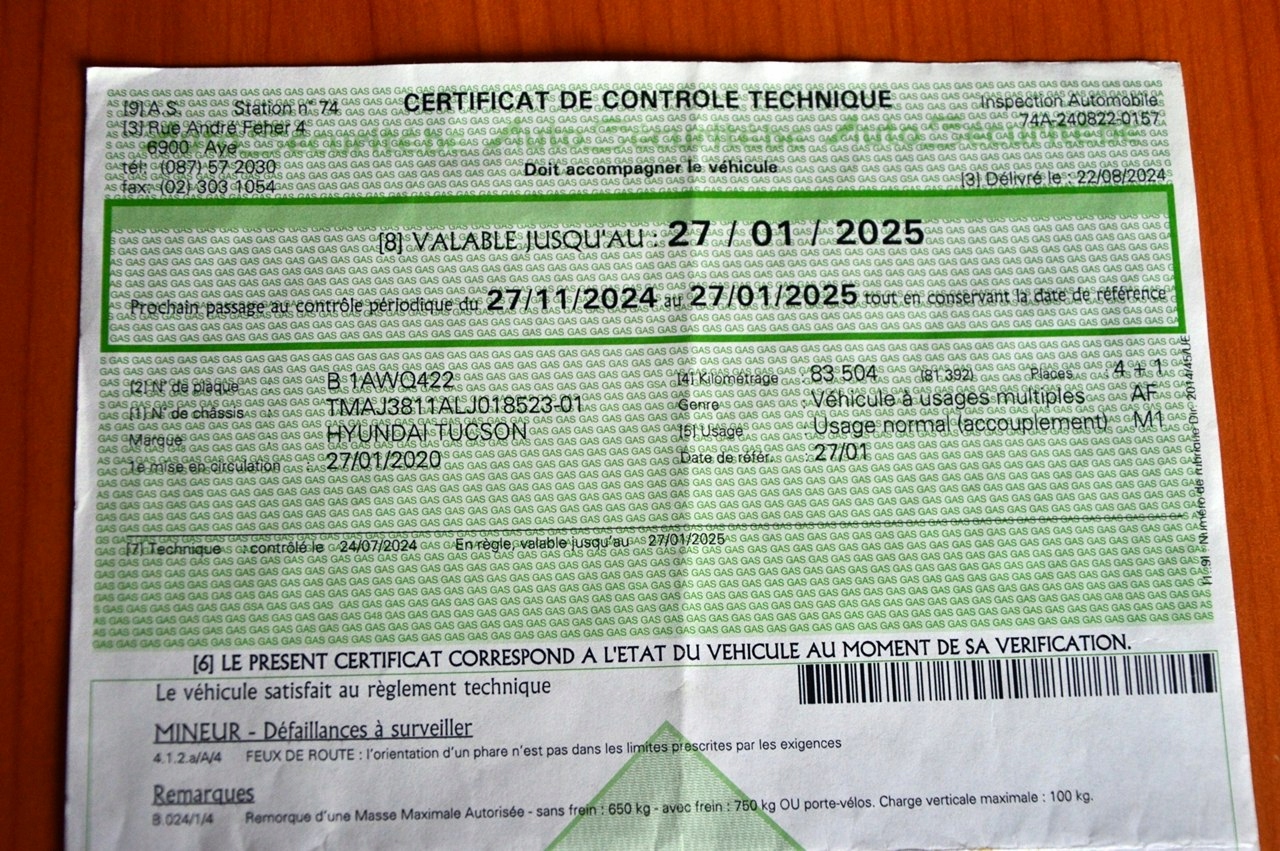 [9] A.S. Station n° 74
[3] Rue André Feher 4
6900 Aye
tél: (087) 57 2030
fax: (02) 303 1054
CERTIFICAT DE CONTROLE TECHNIQUE
Doit accompagner le véhicule
Inspection Automobile
74A-240822-0157
[3] Délivré le : 22/08/2024
[8] VALABLE JUSQU'AU : 27 / 01 / 2025
Prochain passage au contrôle périodique du 27/11/2024 au 27/01/2025 tout en conservant la date de référence
[2] N° de plaque B 1AWQ422
[1] N° de châssis : TMAJ3811ALJ018523-01
Marque HYUNDAI TUCSON
1e mise en circulation : 27/01/2020
[4] Kilométrage : 83 504 (81 392) Places 4 + 1
Genre : Véhicule à usages multiples AF
[5] Usage : Usage normal (accouplement) M1
Date de référ. : 27/01
[7] Technique : contrôlé le 24/07/2024 En règle, valable jusqu'au 27/01/2025
[6] LE PRESENT CERTIFICAT CORRESPOND A L'ETAT DU VEHICULE AU MOMENT DE SA VERIFICATION.
Le véhicule satisfait au règlement technique
MINEUR - Défaillances à surveiller
4.1.2.a/A/4 FEUX DE ROUTE : l'orientation d'un phare n'est pas dans les limites prescrites par les exigences
Remarques
B.024/1/4 Remorque d'une Masse Maximale Autorisée - sans frein : 650 kg - avec frein : 750 kg OU porte-vélos. Charge verticale maximale : 100 kg.